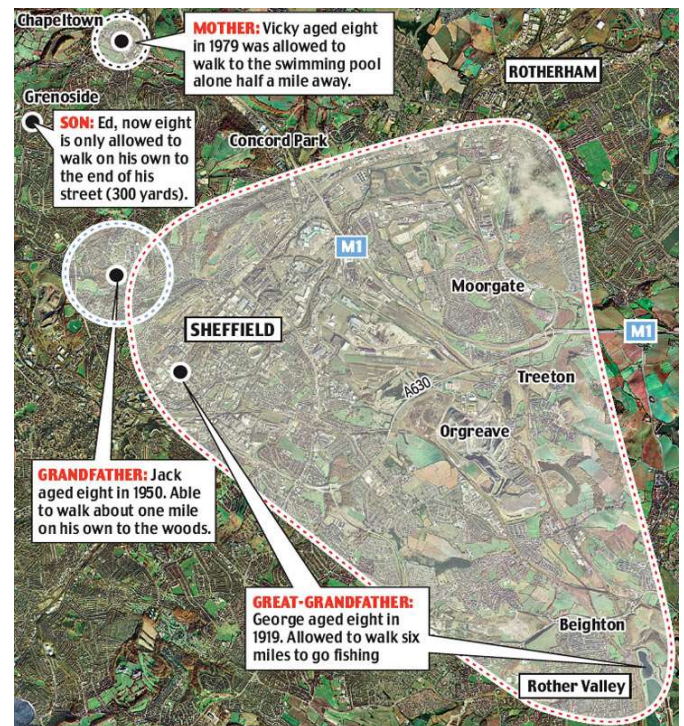 Chapeltown
MOTHER: Vicky aged eight
in 1979 was allowed to
walk to the swimming pool
alone half a mile away.
ROTHERHAM
Grenoside
SON: Ed, now eight
is only allowed to
walk on his own to
the end of his
street (300 yards).
Concord Park
M1
Moorgate
SHEFFIELD
M1
Treeton
A630
Orgreave
GRANDFATHER: Jack
aged eight in 1950. Able
to walk about one mile
on his own to the woods.
GREAT-GRANDFATHER:
George aged eight in
1919. Allowed to walk six
miles to go fishing
Beighton
Rother Valley